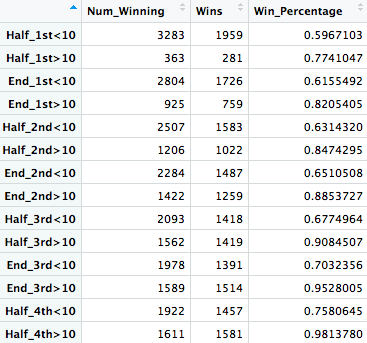 Num_Winning Wins Win_Percentage
Half_1st<10 3283 1959 0.5967103
Half_1st>10 363 281 0.7741047
End_1st<10 2804 1726 0.6155492
End_1st>10 925 759 0.8205405
Half_2nd<10 2507 1583 0.6314320
Half_2nd>10 1206 1022 0.8474295
End_2nd<10 2284 1487 0.6510508
End_2nd>10 1422 1259 0.8853727
Half_3rd<10 2093 1418 0.6774964
Half_3rd>10 1562 1419 0.9084507
End_3rd<10 1978 1391 0.7032356
End_3rd>10 1589 1514 0.9528005
Half_4th<10 1922 1457 0.7580645
Half_4th>10 1611 1581 0.9813780